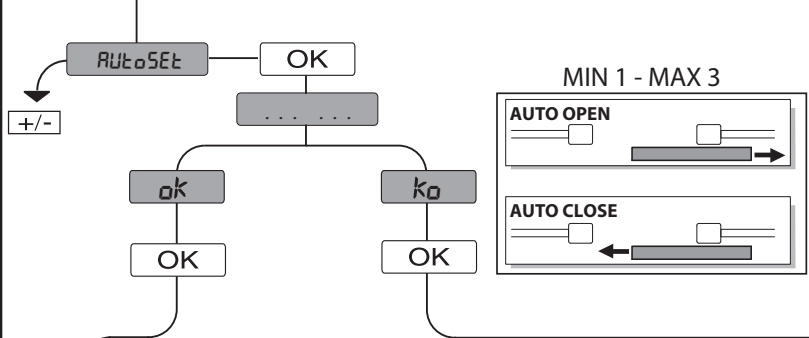 AUtoSEt
OK
MIN 1 - MAX 3
+/-
... ...
AUTO OPEN
ok
ko
AUTO CLOSE
OK
OK